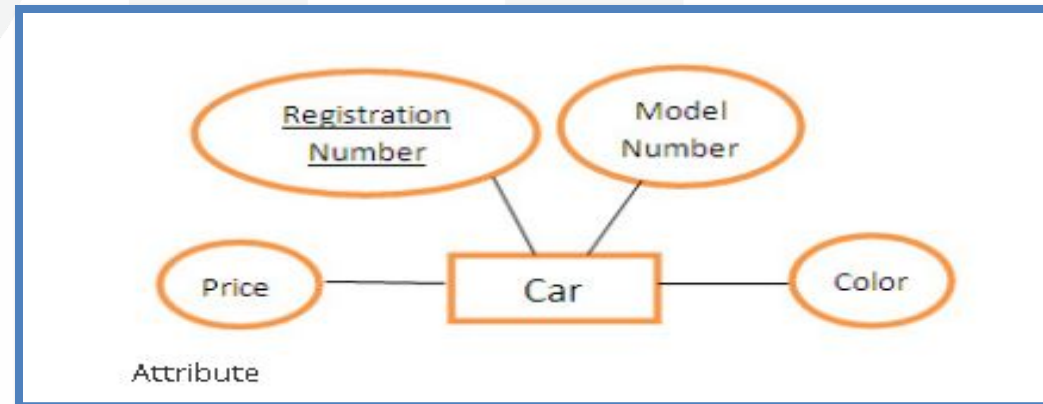 Registration
Number
Model
Number
Price
Car
Color
Attribute